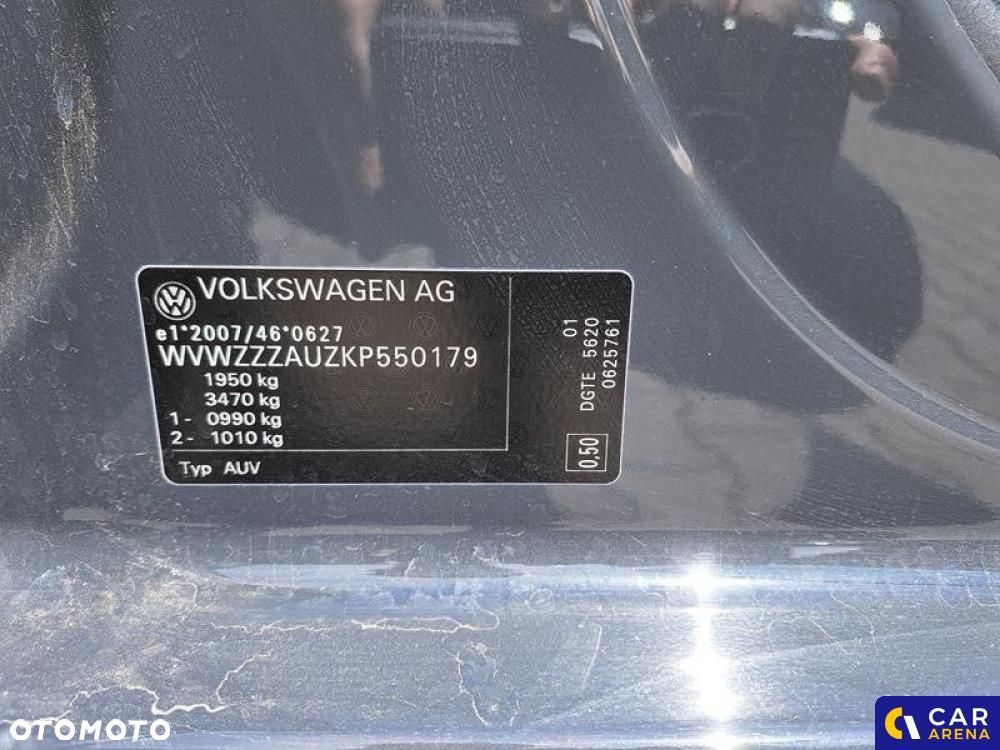 VOLKSWAGEN AG
e1*2007/46*0627
WVWZZZAUZKP550179
1950 kg
3470 kg
1- 0990 kg
2- 1010 kg
Typ AUV
01
DGTE 5620
0625761
0,50
OTOMOTO
CAR
ARENA